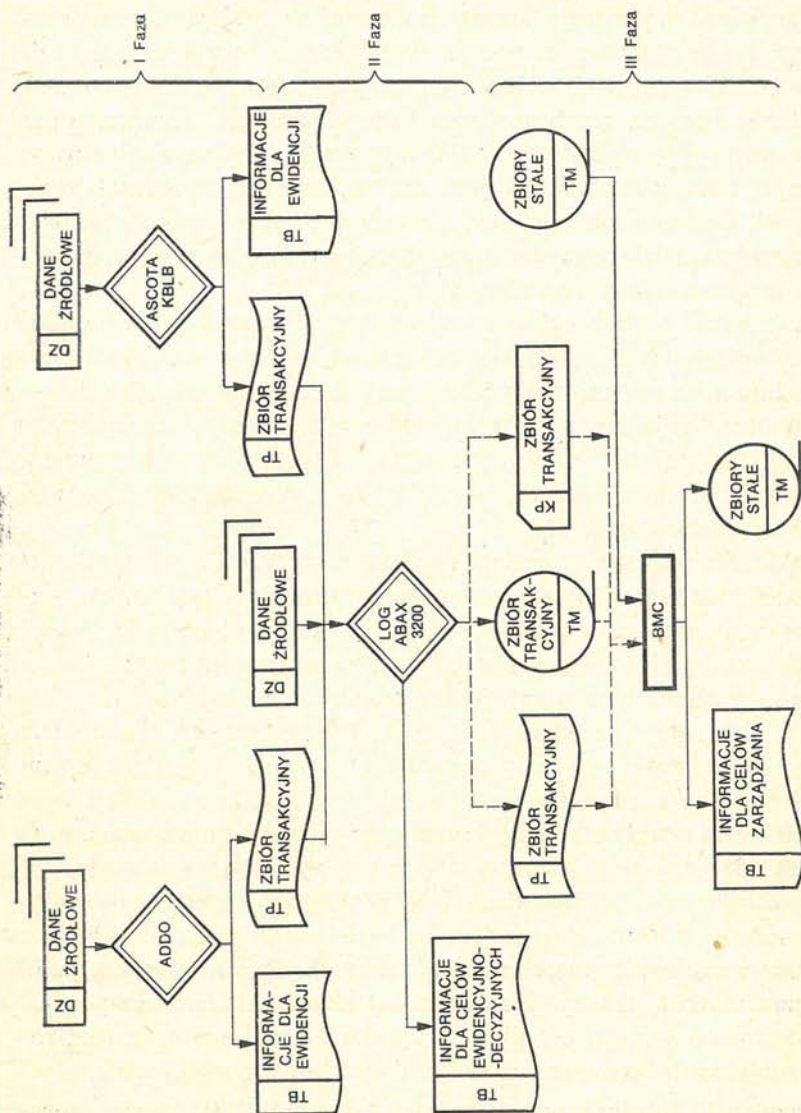 I Faza
DZ
DANE
ŹRÓDŁOWE
ADDO
TB
INFORMA-
CJE DLA
EWIDENCJI
TP
ZBIÓR
TRANSAKCYJNY
DZ
DANE
ŹRÓDŁOWE
DZ
DANE
ŹRÓDŁOWE
ASCOTA
KBLB
TP
ZBIÓR
TRANSAKCYJNY
TB
INFORMACJE
DLA
EWIDENCJI
II Faza
LOG
ABAX
3200
TB
INFORMACJE
DLA CELÓW
EWIDENCYJNO-
-DECYZYJNYCH
TP
ZBIÓR
TRANSAKCYJNY
ZBIÓR
TRANSAK-
CYJNY
TM
KP
ZBIÓR
TRANSAKCYJNY
III Faza
ZBIORY
STAŁE
TM
BMC
TB
INFORMACJE
DLA CELÓW
ZARZĄDZANIA
ZBIORY
STAŁE
TM